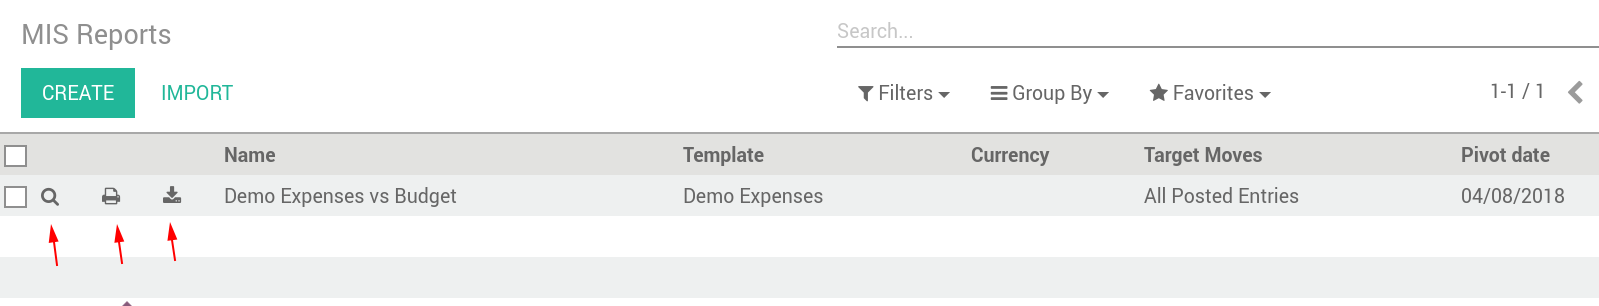 MIS Reports
Search...
CREATE IMPORT Filters Group By Favorites 1-1 / 1
Name Template Currency Target Moves Pivot date
Demo Expenses vs Budget Demo Expenses All Posted Entries 04/08/2018